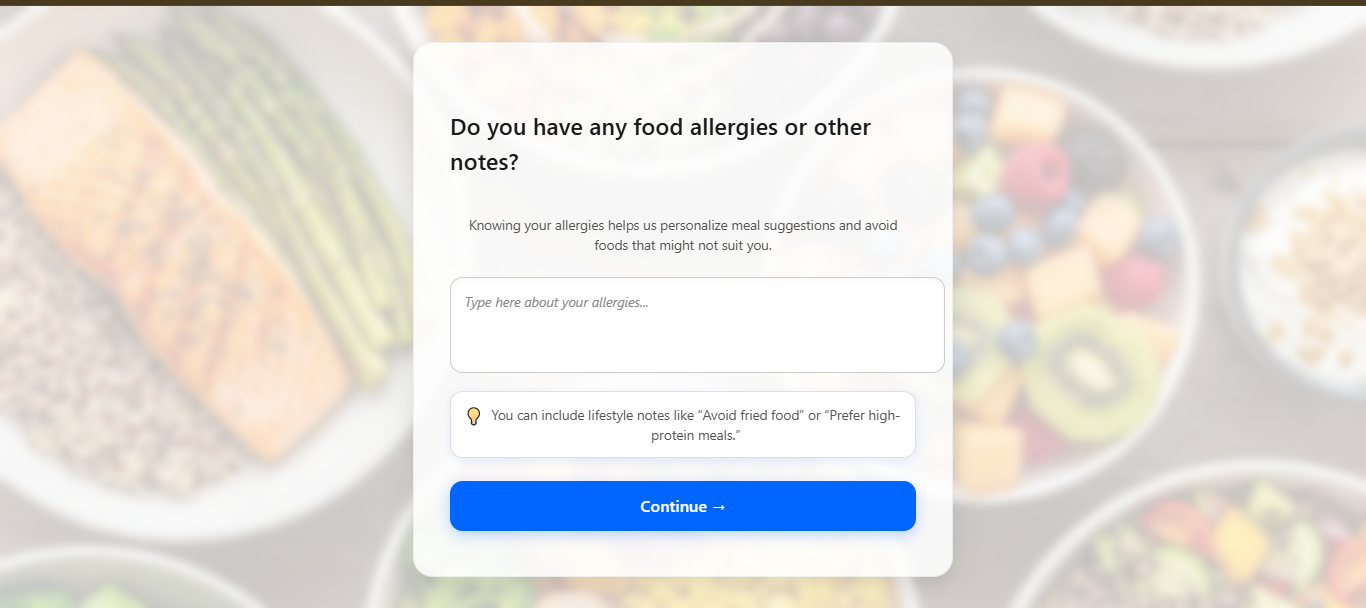 Do you have any food allergies or other
notes?
Knowing your allergies helps us personalize meal suggestions and avoid
foods that might not suit you.
Type here about your allergies...
You can include lifestyle notes like “Avoid fried food” or “Prefer high-
protein meals.”
Continue →